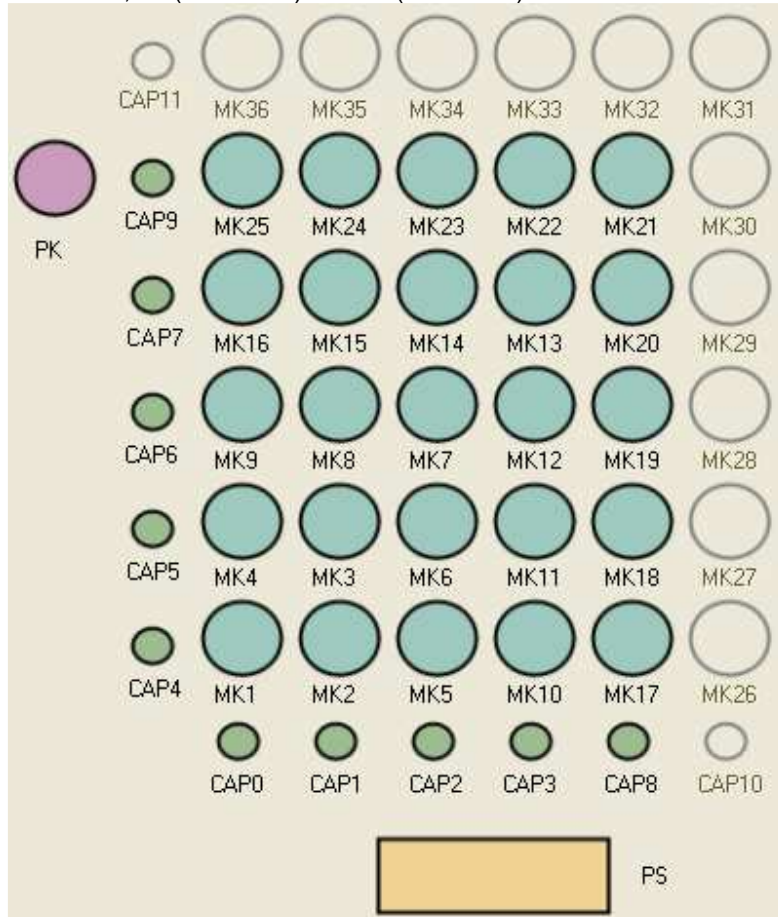 CAP11 MK36 MK35 MK34 MK33 MK32 MK31
PK CAP9 MK25 MK24 MK23 MK22 MK21 MK30
CAP7 MK16 MK15 MK14 MK13 MK20 MK29
CAP6 MK9 MK8 MK7 MK12 MK19 MK28
CAP5 MK4 MK3 MK6 MK11 MK18 MK27
CAP4 MK1 MK2 MK5 MK10 MK17 MK26
CAP0 CAP1 CAP2 CAP3 CAP8 CAP10
PS